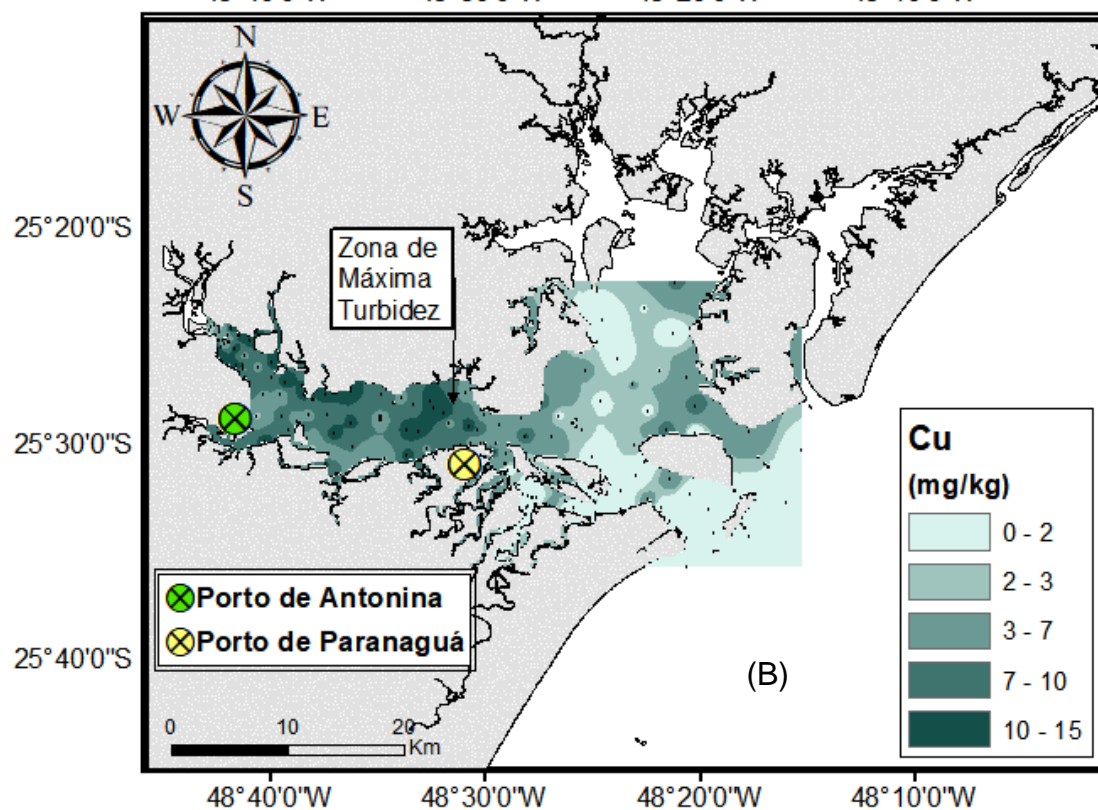 N
W
E
S
25°20'0"S
Zona de
Máxima
Turbidez
25°30'0"S
Cu
(mg/kg)
0 - 2
2 - 3
3 - 7
7 - 10
10 - 15
Porto de Antonina
Porto de Paranaguá
25°40'0"S
(B)
0 10 20
Km
48°40'0"W 48°30'0"W 48°20'0"W 48°10'0"W